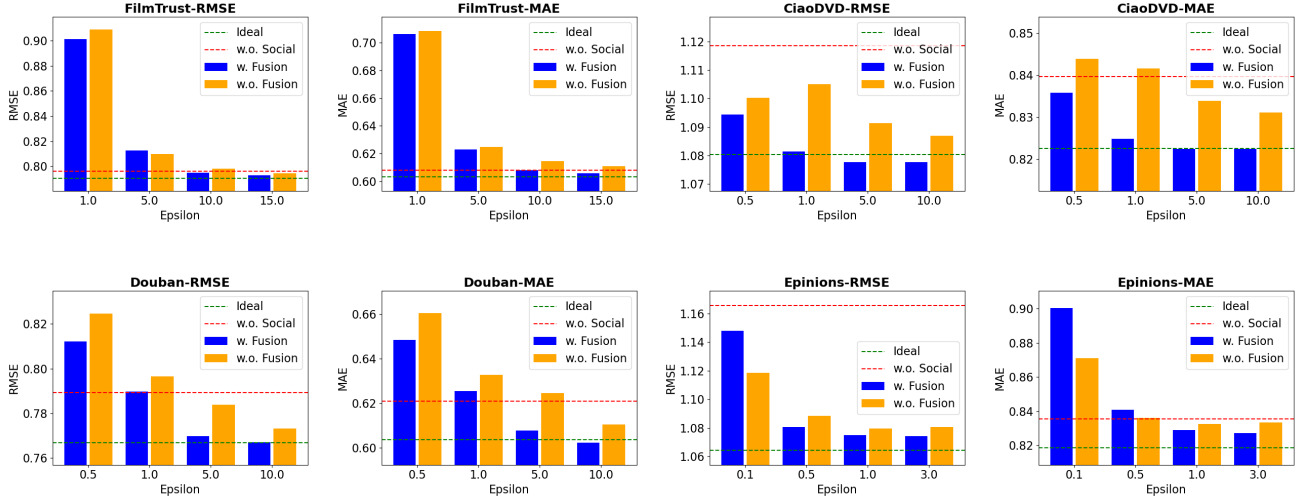 FilmTrust-RMSE
RMSE
0.90
0.88
0.86
0.84
0.82
0.80
Ideal
w.o. Social
w. Fusion
w.o. Fusion
1.0 5.0 10.0 15.0
Epsilon
FilmTrust-MAE
MAE
0.70
0.68
0.66
0.64
0.62
0.60
Ideal
w.o. Social
w. Fusion
w.o. Fusion
1.0 5.0 10.0 15.0
Epsilon
CiaoDVD-RMSE
RMSE
1.12
1.11
1.10
1.09
1.08
1.07
Ideal
w.o. Social
w. Fusion
w.o. Fusion
0.5 1.0 5.0 10.0
Epsilon
CiaoDVD-MAE
MAE
0.85
0.84
0.83
0.82
Ideal
w.o. Social
w. Fusion
w.o. Fusion
0.5 1.0 5.0 10.0
Epsilon
Douban-RMSE
RMSE
0.82
0.80
0.78
0.76
Ideal
w.o. Social
w. Fusion
w.o. Fusion
0.5 1.0 5.0 10.0
Epsilon
Douban-MAE
MAE
0.66
0.64
0.62
0.60
Ideal
w.o. Social
w. Fusion
w.o. Fusion
0.5 1.0 5.0 10.0
Epsilon
Epinions-RMSE
RMSE
1.16
1.14
1.12
1.10
1.08
1.06
Ideal
w.o. Social
w. Fusion
w.o. Fusion
0.1 0.5 1.0 3.0
Epsilon
Epinions-MAE
MAE
0.90
0.88
0.86
0.84
0.82
Ideal
w.o. Social
w. Fusion
w.o. Fusion
0.1 0.5 1.0 3.0
Epsilon